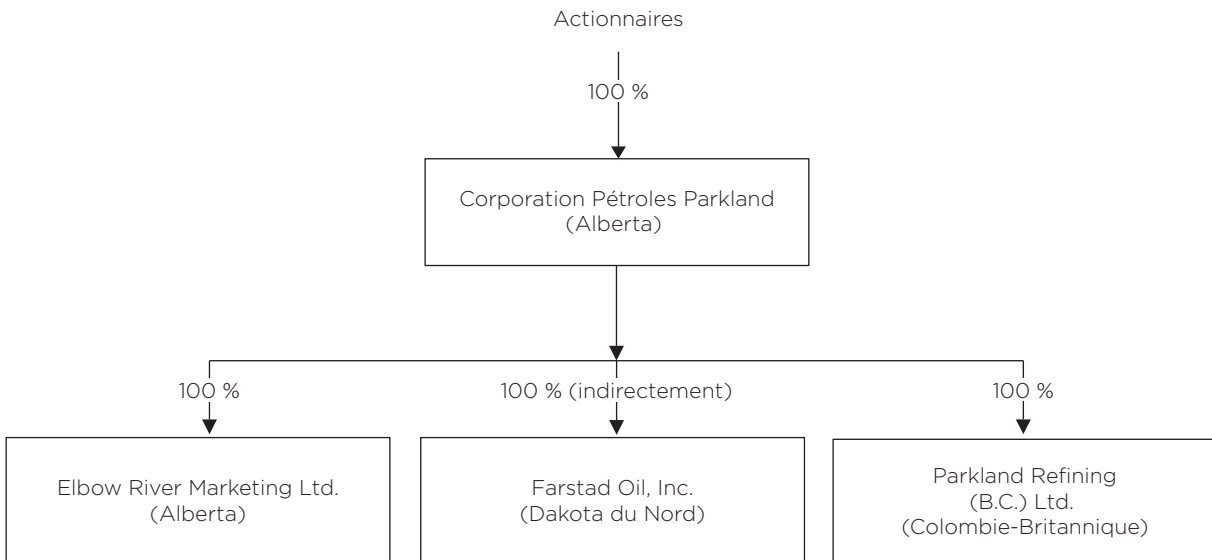 Actionnaires
100 %
Corporation Pétroles Parkland
(Alberta)
100 %
100 % (indirectement)
100 %
Elbow River Marketing Ltd.
(Alberta)
Farstad Oil, Inc.
(Dakota du Nord)
Parkland Refining
(B.C.) Ltd.
(Colombie-Britannique)